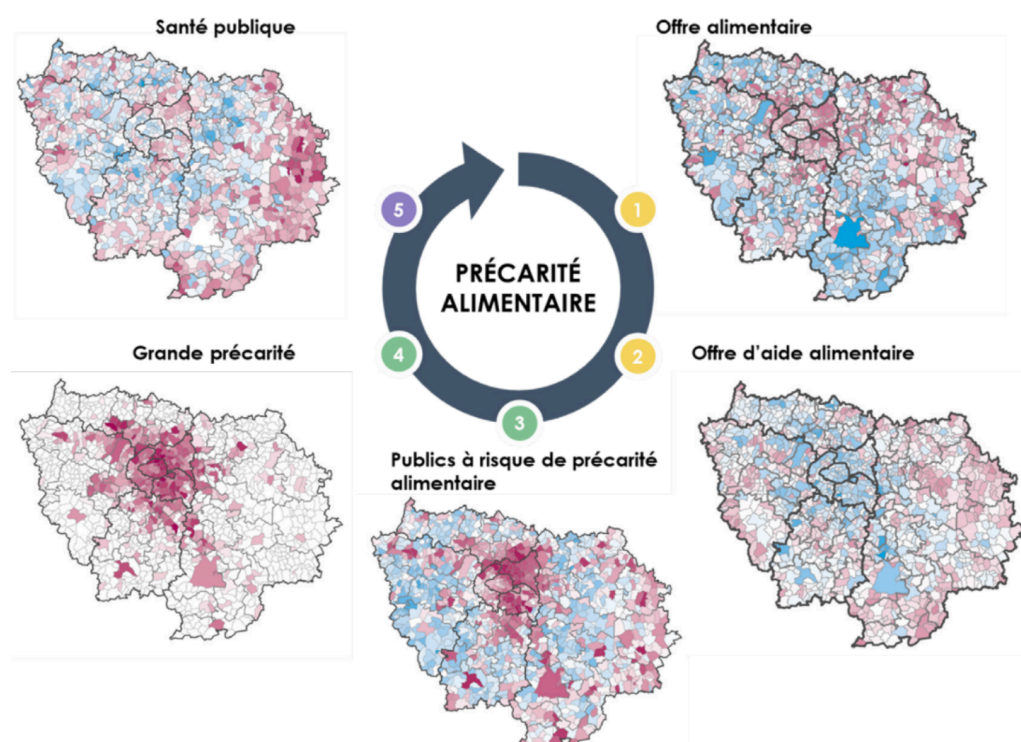 Santé publique
Offre alimentaire
5
1
PRÉCARITÉ
ALIMENTAIRE
Grande précarité
4
2
Offre d'aide alimentaire
3
Publics à risque de précarité
alimentaire